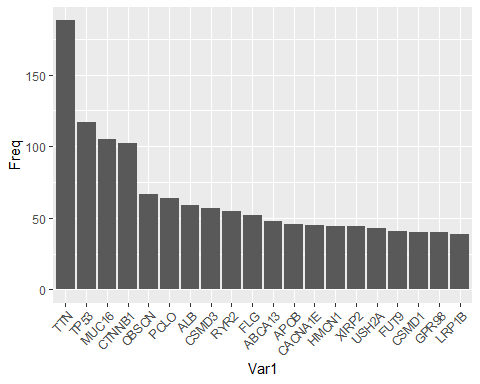 Freq
150
100
50
0
TTN
TP53
MUC16
CTNNB1
OBSCN
PCLO
ALB
CSMD3
RYR2
FLG
ABCA13
APOB
CACNA1E
HMCN1
XIRP2
USH2A
FUT9
CSMD1
GPR98
LRP1B
Var1